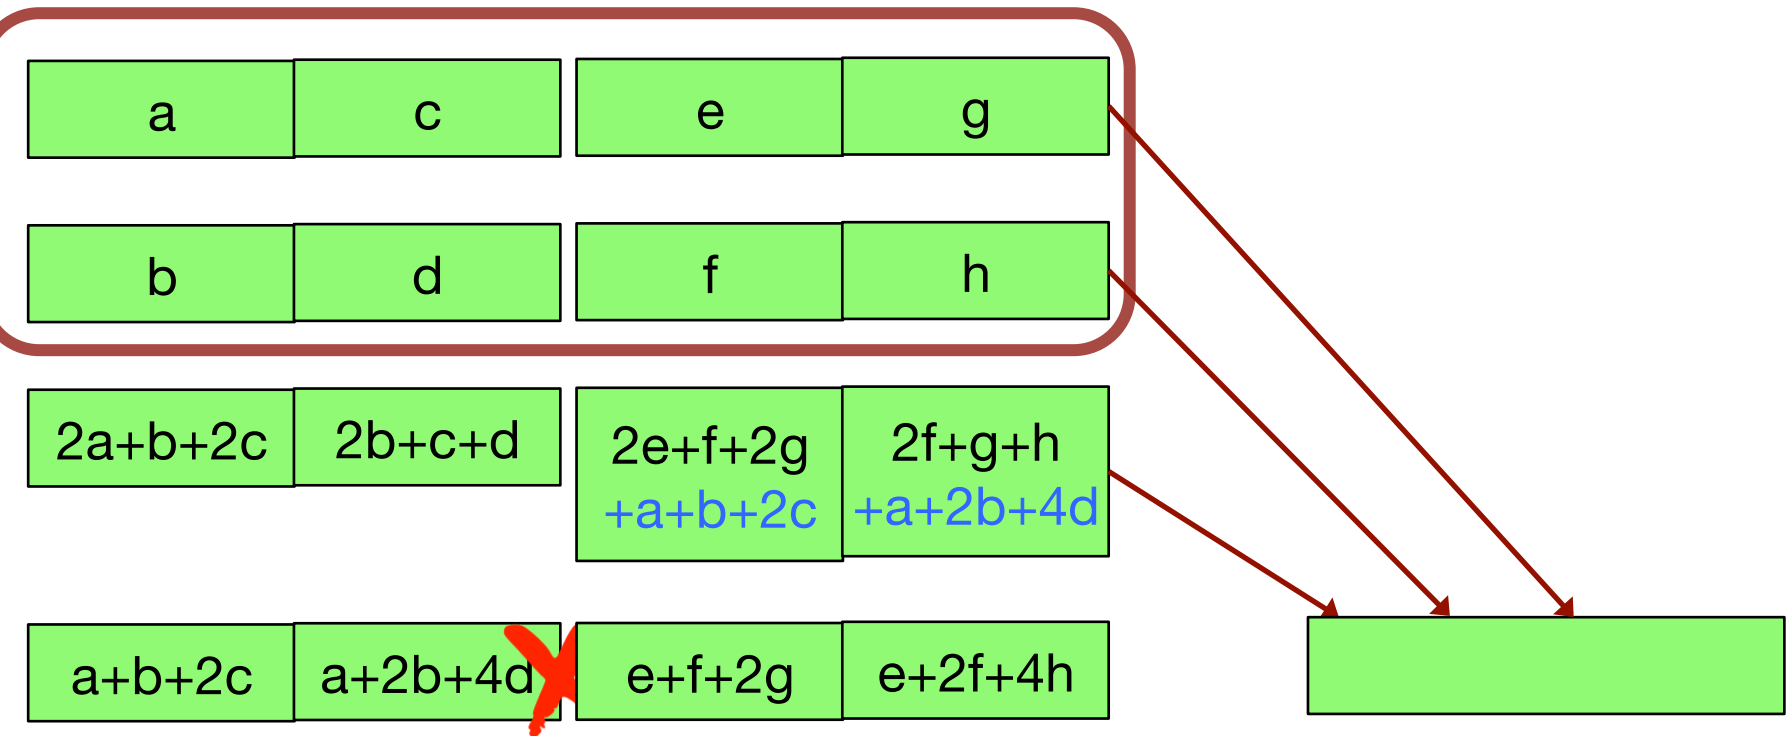 a c e g
b d f h
2a+b+2c 2b+c+d 2e+f+2g 2f+g+h
+a+b+2c +a+2b+4d
a+b+2c a+2b+4d e+f+2g e+2f+4h